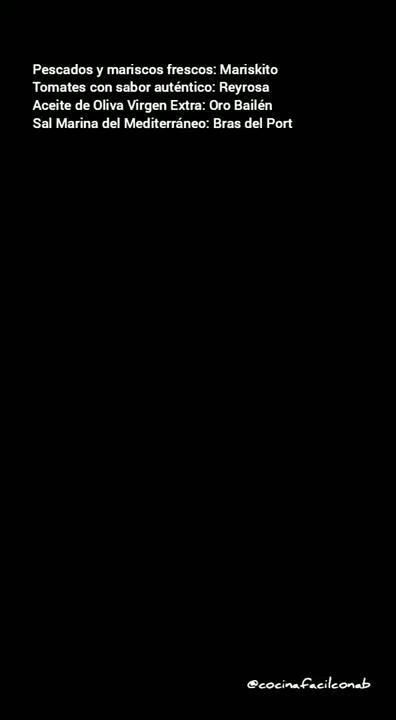 Pescados y mariscos frescos: Mariskito
Tomates con sabor auténtico: Reyrosa
Aceite de Oliva Virgen Extra: Oro Bailén
Sal Marina del Mediterráneo: Bras del Port
@cocinafacilconab